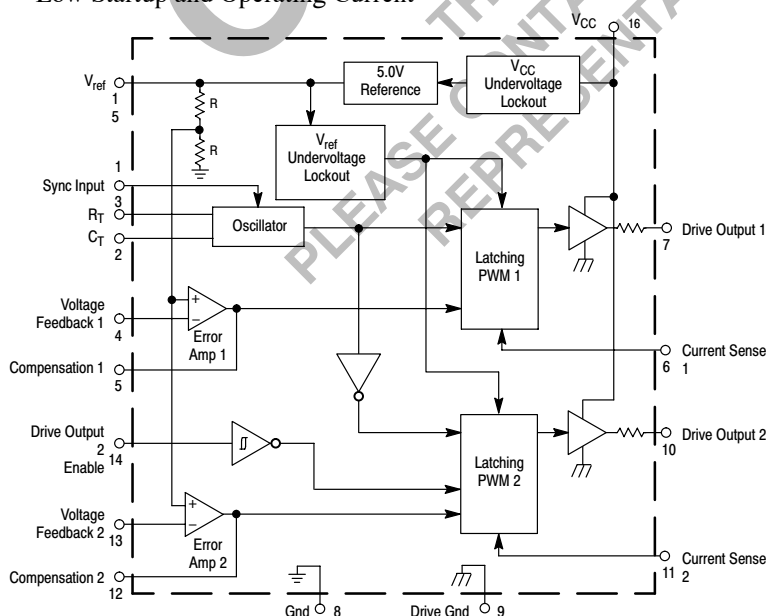 Low Startup and Operating Current
VCC 16
Vref
1
5
5.0V
Reference
VCC
Undervoltage
Lockout
R
R
Vref
Undervoltage
Lockout
1
Sync Input
3
RT
CT
2
Oscillator
Latching
PWM 1
Drive Output 1
7
Voltage
Feedback 1
4
+
−
Error
Amp 1
Compensation 1
5
Current Sense
6 1
Drive Output
2 14
Enable
Latching
PWM 2
Drive Output 2
10
Voltage
Feedback 2
13
+
−
Error
Amp 2
Compensation 2
12
Current Sense
11 2
Gnd 8
Drive Gnd 9
PLEASE CONTA
REPRESENTA